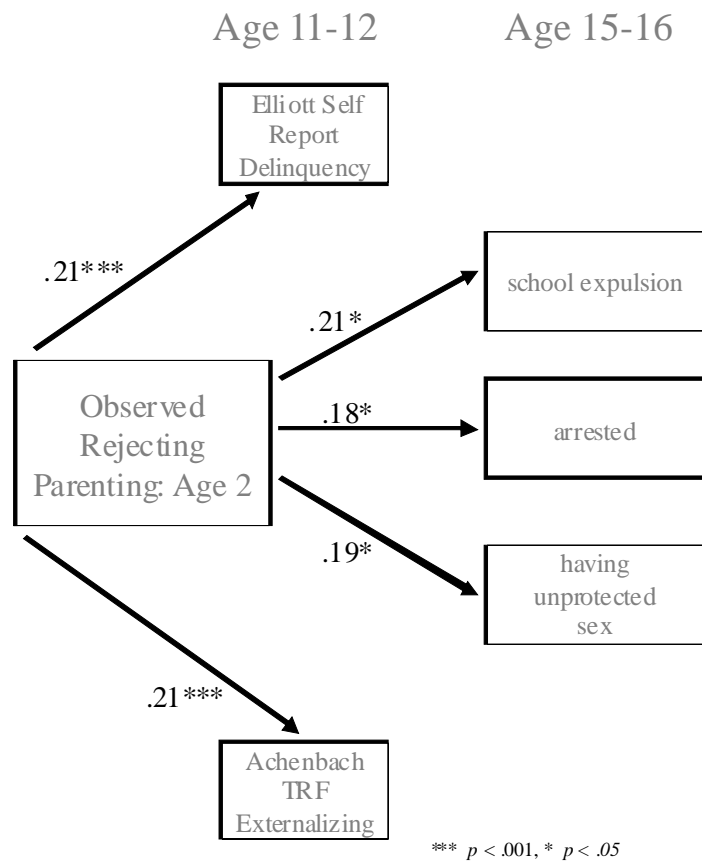 Age 11-12
Age 15-16
Elliott Self
Report
Delinquency
.21***
school expulsion
.21*
Observed
Rejecting
Parenting: Age 2
.18*
arrested
.19*
having
unprotected
sex
.21***
Achenbach
TRF
Externalizing
*** p < .001, * p < .05